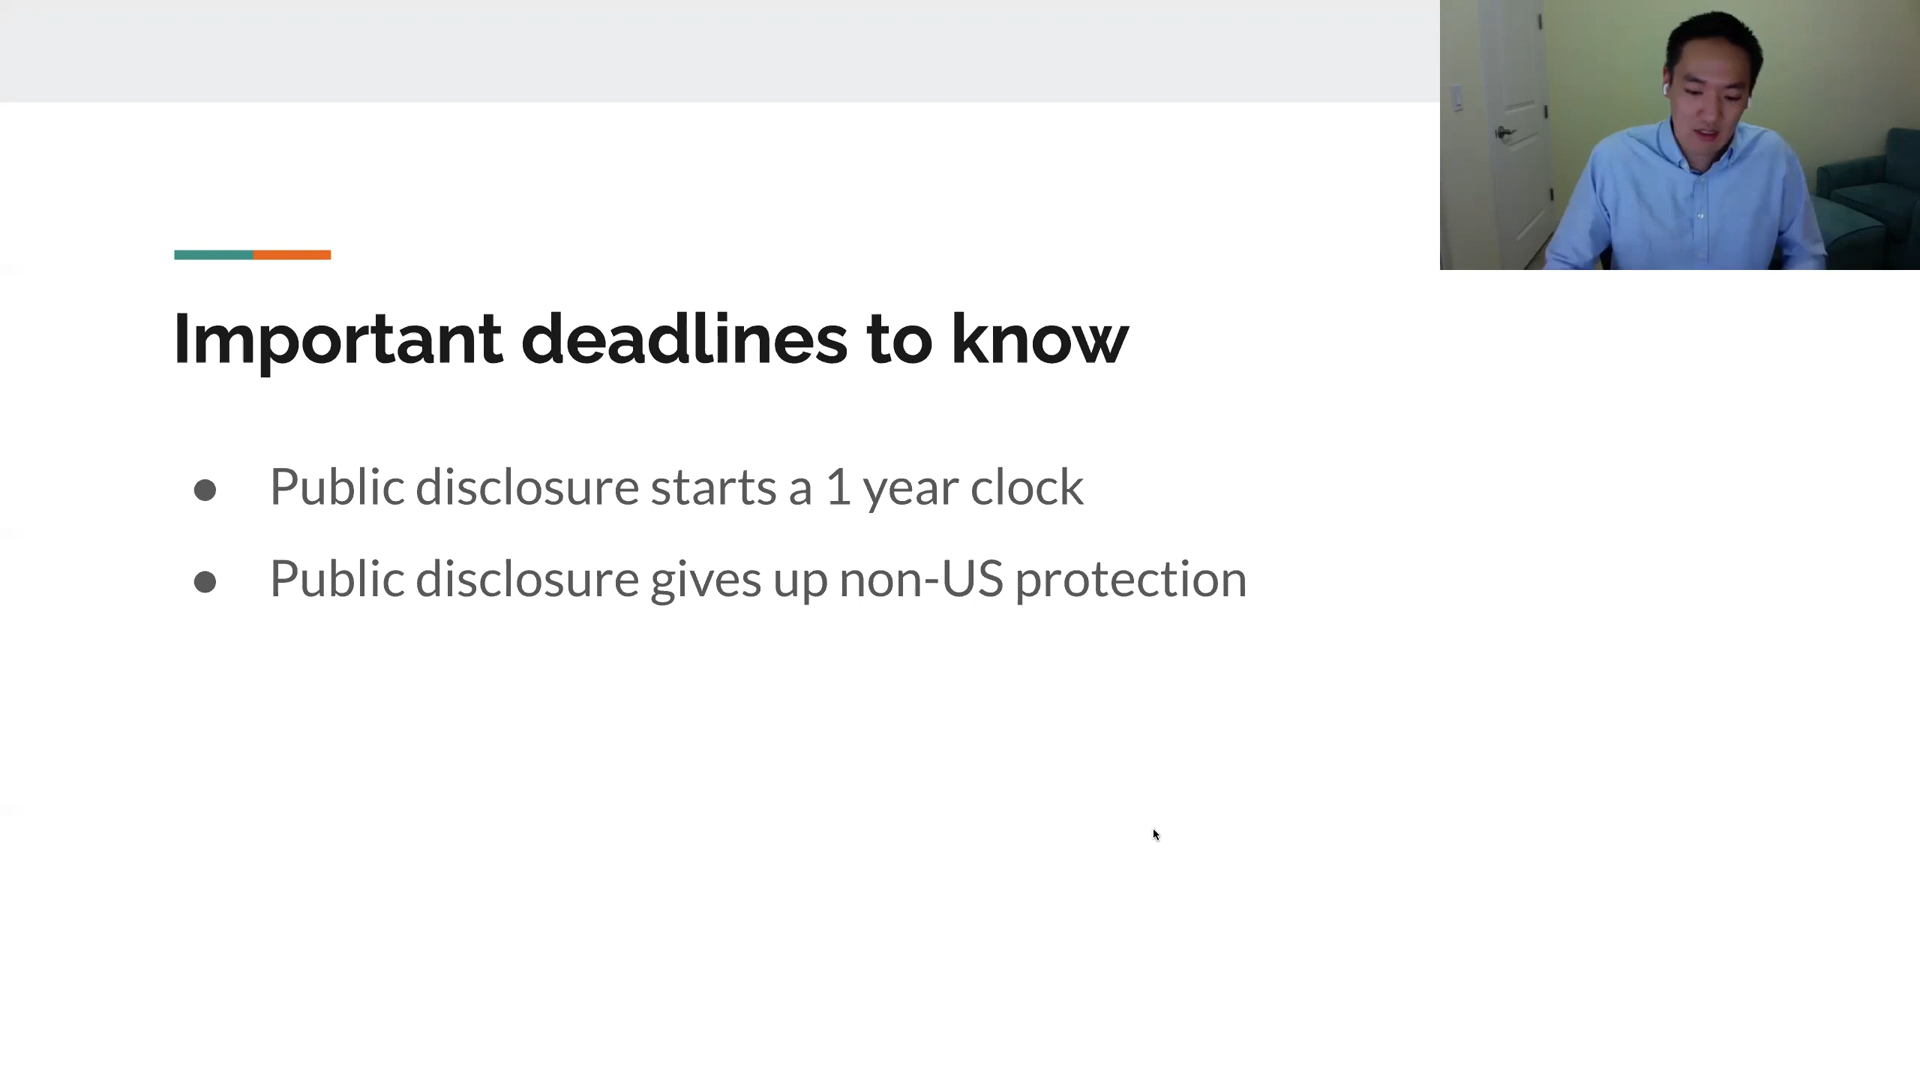 Important deadlines to know
● Public disclosure starts a 1 year clock
● Public disclosure gives up non-US protection